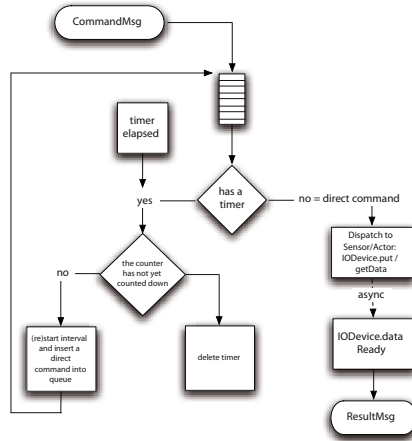 CommandMsg
timer
elapsed
has a
timer
yes
no = direct command
Dispatch to
Sensor/Actor:
IODevice.put /
getData
async
the counter
has not yet
counted down
no
(re)start interval
and insert a
direct
command into
queue
delete timer
IODevice.data
Ready
ResultMsg